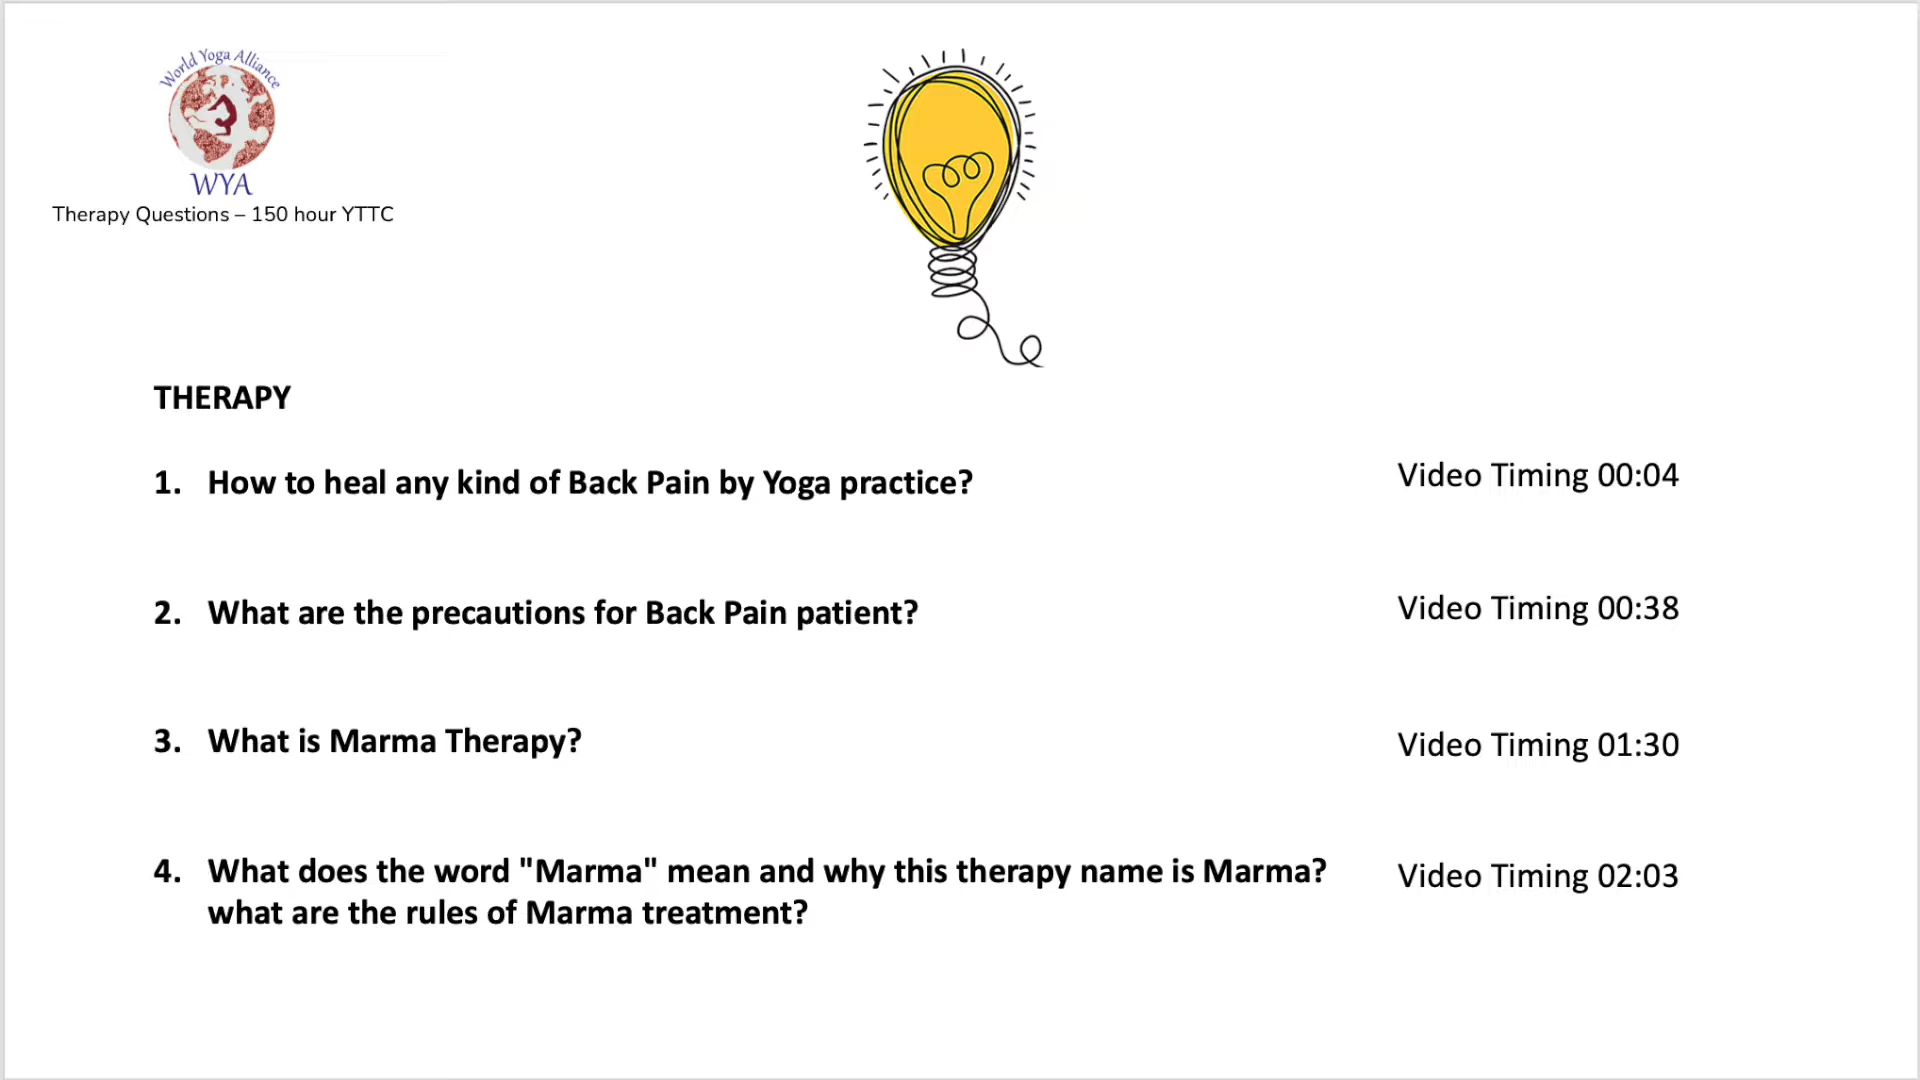 World Yoga Alliance
WYA
Therapy Questions – 150 hour YTTC
THERAPY
1. How to heal any kind of Back Pain by Yoga practice?
Video Timing 00:04
2. What are the precautions for Back Pain patient?
Video Timing 00:38
3. What is Marma Therapy?
Video Timing 01:30
4. What does the word "Marma" mean and why this therapy name is Marma?
Video Timing 02:03
what are the rules of Marma treatment?